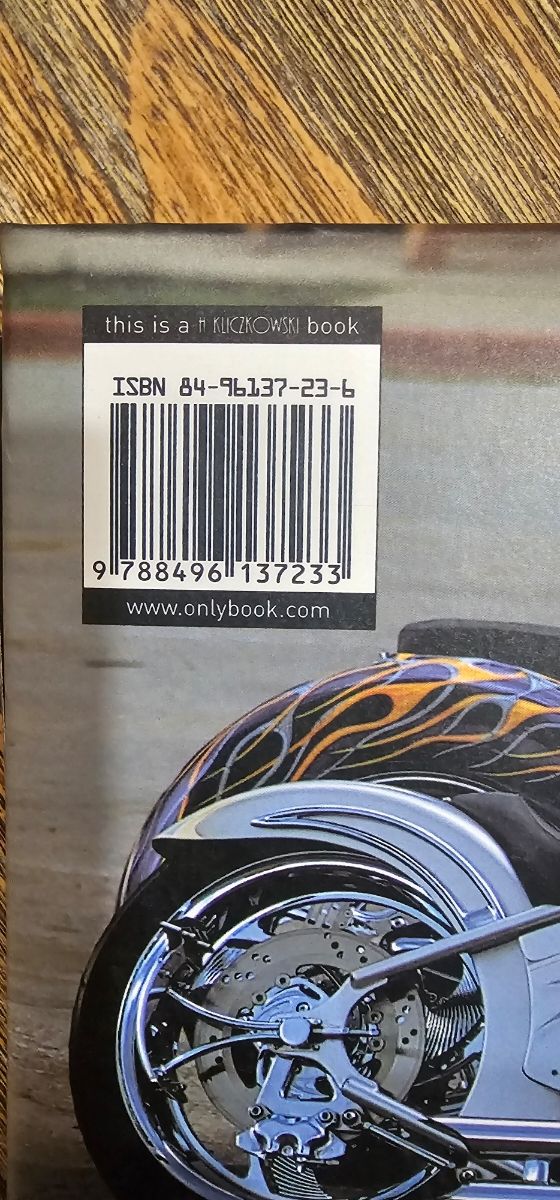 this is a H KLICZKOWSKI book
ISBN 84-96137-23-6
9 788496 137233
www.onlybook.com